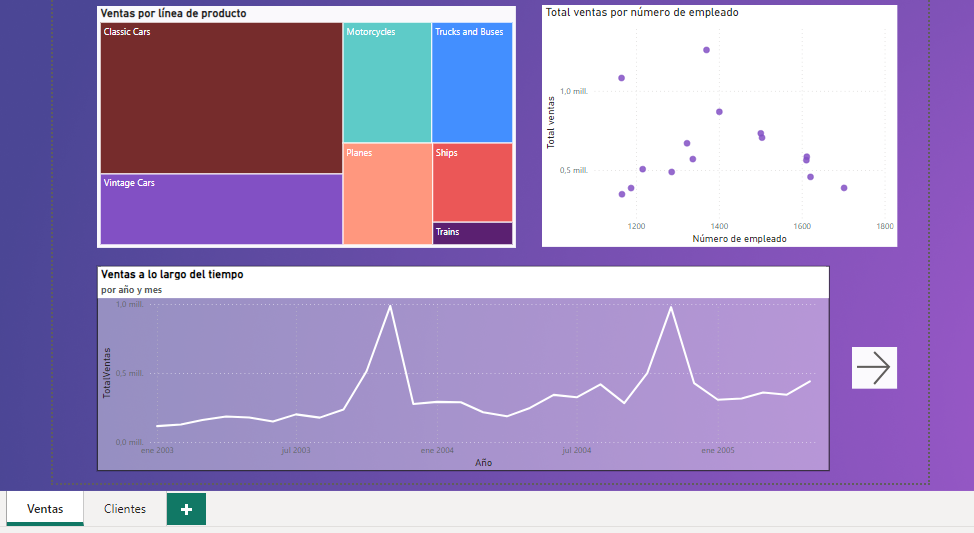 Ventas por línea de producto
Classic Cars
Motorcycles
Trucks and Buses
Vintage Cars
Planes
Ships
Trains
Total ventas por número de empleado
Total ventas
1,0 mill.
0,5 mill.
1200
1400
1600
1800
Número de empleado
Ventas a lo largo del tiempo
por año y mes
TotalVentas
1,0 mill.
0,5 mill.
0,0 mill.
ene 2003
jul 2003
ene 2004
jul 2004
ene 2005
Año
Ventas
Clientes
+